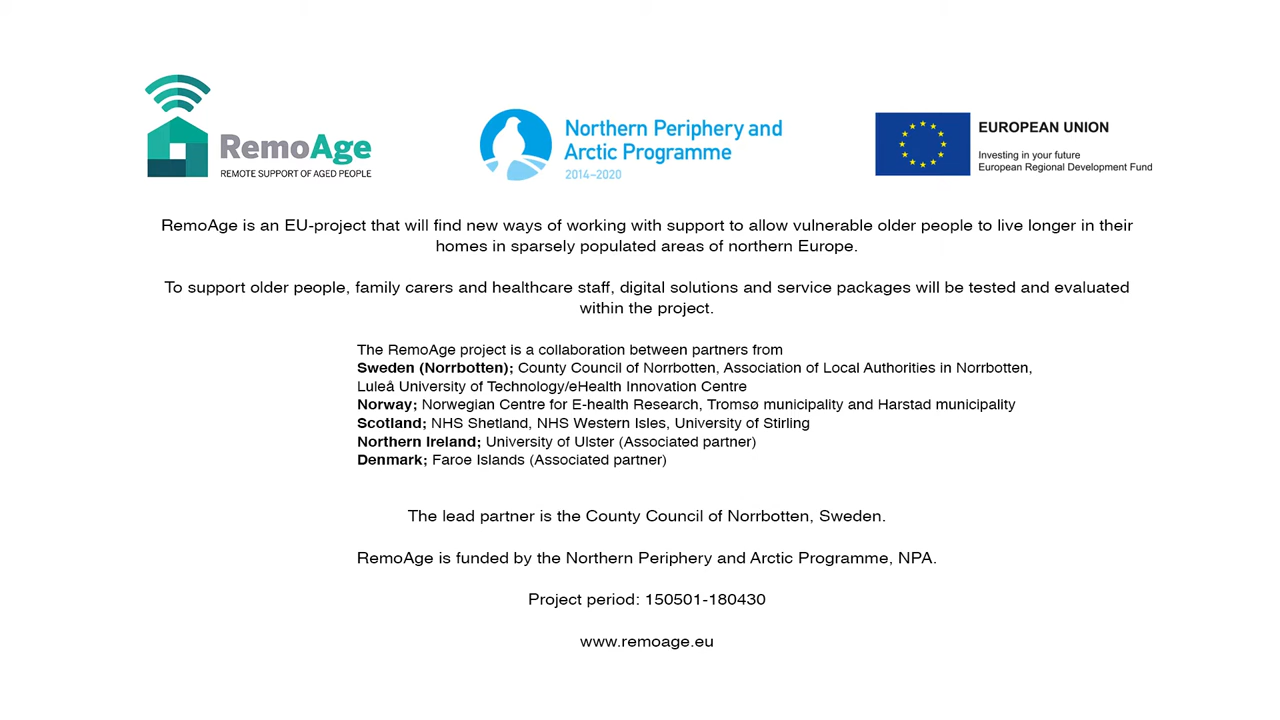 RemoAge
REMOTE SUPPORT OF AGED PEOPLE
Northern Periphery and
Arctic Programme
2014–2020
EUROPEAN UNION
Investing in your future
European Regional Development Fund
RemoAge is an EU-project that will find new ways of working with support to allow vulnerable older people to live longer in their
homes in sparsely populated areas of northern Europe.
To support older people, family carers and healthcare staff, digital solutions and service packages will be tested and evaluated
within the project.
The RemoAge project is a collaboration between partners from
Sweden (Norrbotten); County Council of Norrbotten, Association of Local Authorities in Norrbotten,
Luleå University of Technology/eHealth Innovation Centre
Norway; Norwegian Centre for E-health Research, Tromsø municipality and Harstad municipality
Scotland; NHS Shetland, NHS Western Isles, University of Stirling
Northern Ireland; University of Ulster (Associated partner)
Denmark; Faroe Islands (Associated partner)
The lead partner is the County Council of Norrbotten, Sweden.
RemoAge is funded by the Northern Periphery and Arctic Programme, NPA.
Project period: 150501-180430
www.remoage.eu